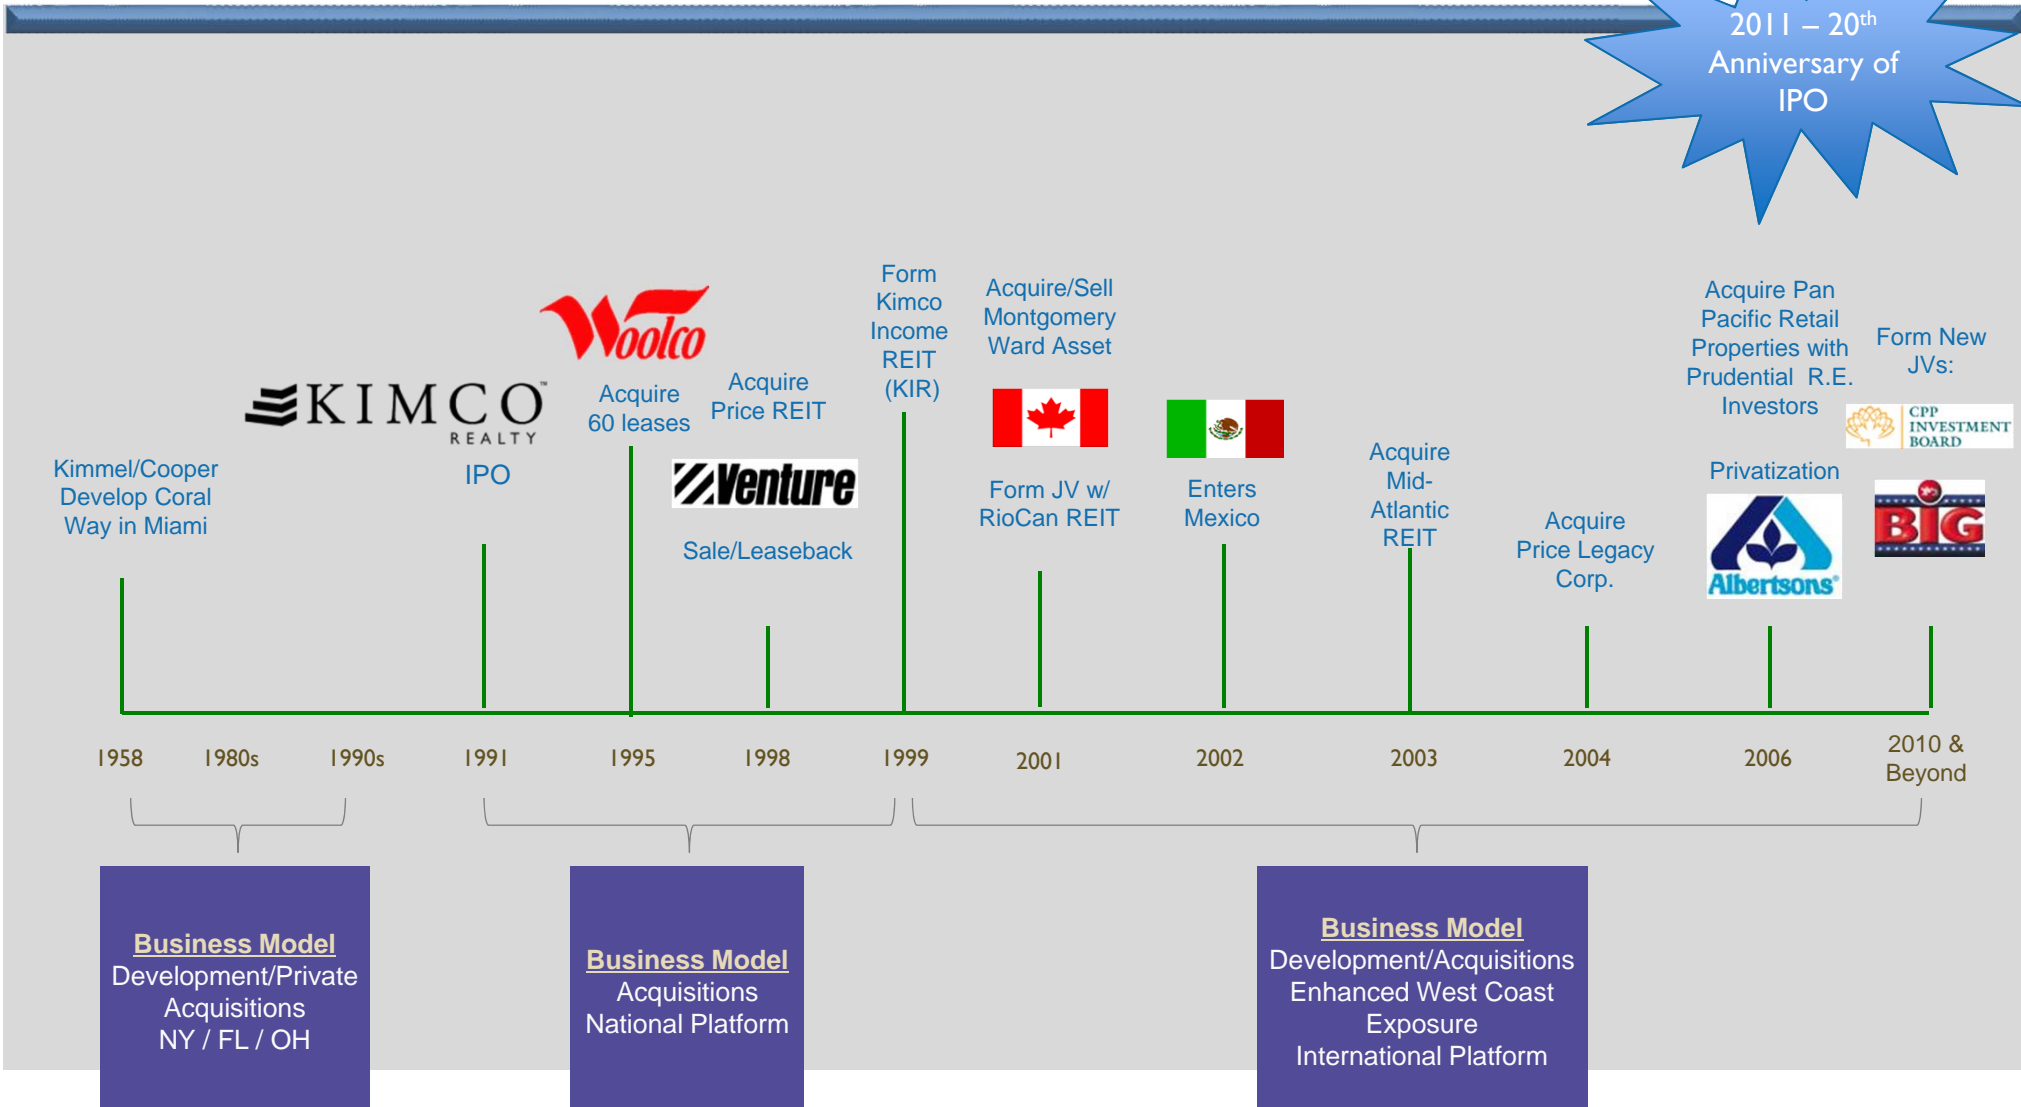 2011 – 20th
Anniversary of
IPO
Kimmel/Cooper
Develop Coral
Way in Miami
KIMCO™
REALTY
IPO
Woolco
Acquire
60 leases
Acquire
Price REIT
Venture
Sale/Leaseback
Form
Kimco
Income
REIT
(KIR)
Acquire/Sell
Montgomery
Ward Asset
Form JV w/
RioCan REIT
Enters
Mexico
Acquire
Mid-
Atlantic
REIT
Acquire
Price Legacy
Corp.
Acquire Pan
Pacific Retail
Properties with
Prudential R.E.
Investors
Privatization
Albertsons®
Form New
JVs:
CPP
INVESTMENT
BOARD
BIG
1958
1980s
1990s
1991
1995
1998
1999
2001
2002
2003
2004
2006
2010 &
Beyond
Business Model
Development/Private
Acquisitions
NY / FL / OH
Business Model
Acquisitions
National Platform
Business Model
Development/Acquisitions
Enhanced West Coast
Exposure
International Platform